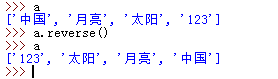 >>> a
['中国', '月亮', '太阳', '123']
>>> a.reverse()
>>> a
['123', '太阳', '月亮', '中国']
>>>